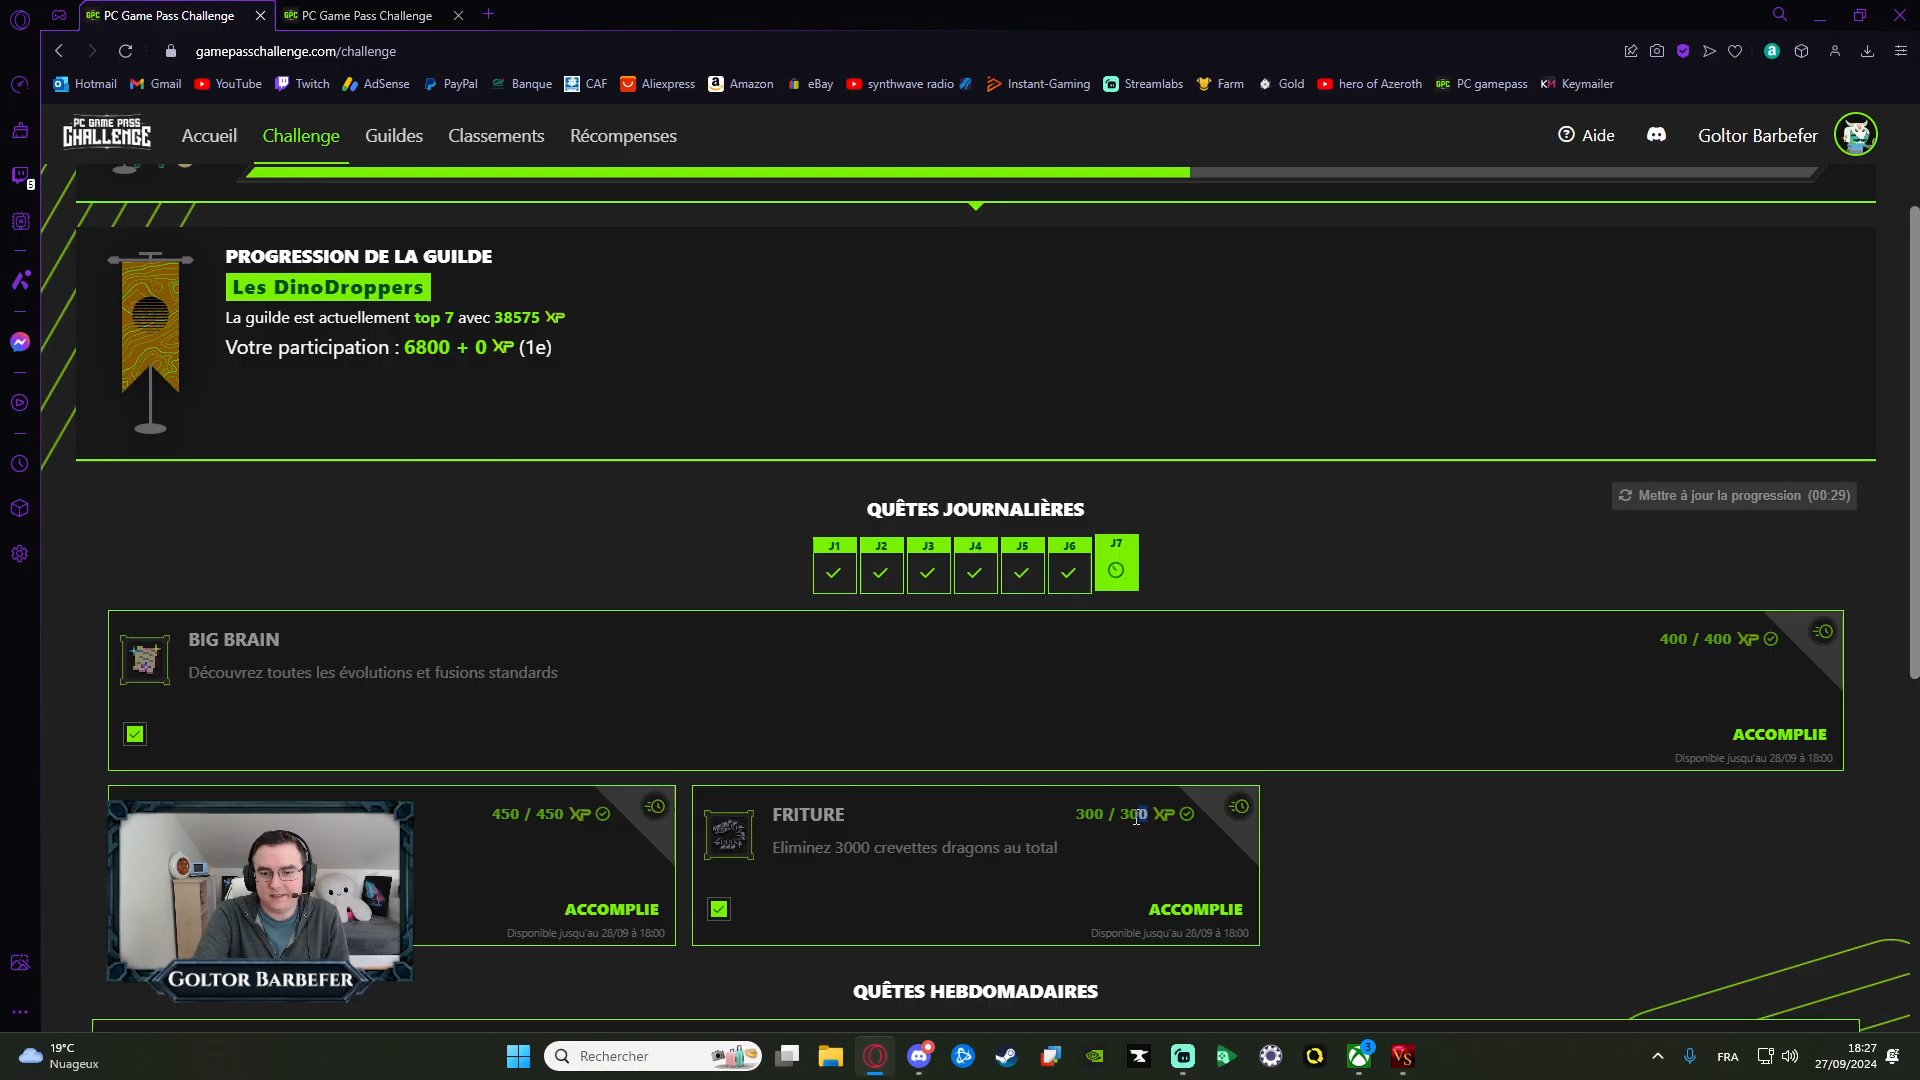 PC Game Pass Challenge
PC Game Pass Challenge
gamepasschallenge.com/challenge
Hotmail Gmail YouTube Twitch AdSense PayPal Banque CAF Aliexpress Amazon eBay synthwave radio Instant-Gaming Streamlabs Farm Gold hero of Azeroth PC gamepass KM Keymailer
PC GAME PASS
CHALLENGE
Accueil Challenge Guildes Classements Récompenses
Aide
Goltor Barbefer
5
PROGRESSION DE LA GUILDE
Les DinoDroppers
La guilde est actuellement top 7 avec 38575 XP
Votre participation : 6800 + 0 XP (1e)
QUÊTES JOURNALIÈRES
Mettre à jour la progression (00:29)
J1 J2 J3 J4 J5 J6 J7
BIG BRAIN
400 / 400 XP
Découvrez toutes les évolutions et fusions standards
ACCOMPLIE
Disponible jusqu'au 28/09 à 18:00
450 / 450 XP
ACCOMPLIE
Disponible jusqu'au 28/09 à 18:00
FRITURE
300 / 300 XP
Eliminez 3000 crevettes dragons au total
ACCOMPLIE
Disponible jusqu'au 28/09 à 18:00
GOLTOR BARBEFER
QUÊTES HEBDOMADAIRES
19°C
Nuageux
Rechercher
3
VS
FRA
18:27
27/09/2024